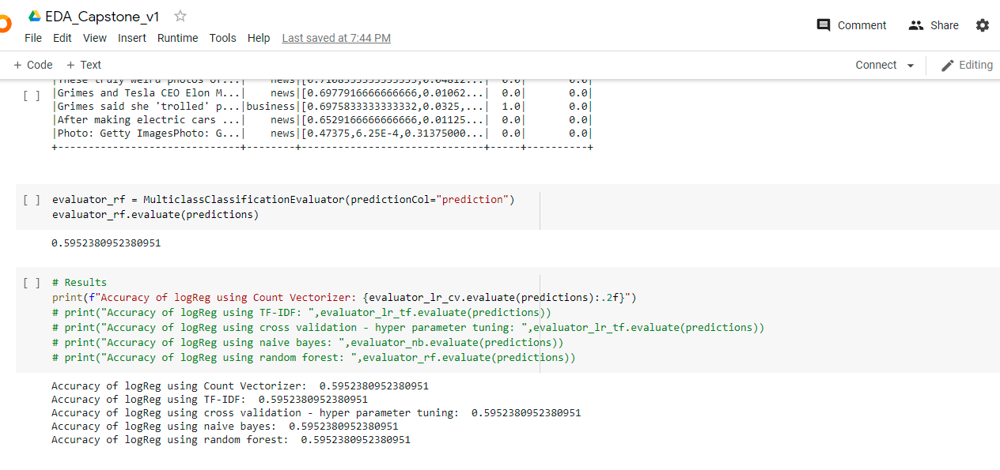 EDA_Capstone_v1
File Edit View Insert Runtime Tools Help Last saved at 7:44 PM
Comment Share
+ Code + Text
Connect Editing
|These truly weird photos of...| news|[0.7108333333333333,0.04812...| 0.0| 0.0|
[ ] |Grimes and Tesla CEO Elon M...| news|[0.6977916666666666,0.01062...| 0.0| 0.0|
|Grimes said she 'trolled' p...|business|[0.6975833333333332,0.0325,...| 1.0| 0.0|
|After making electric cars ...| news|[0.6529166666666666,0.01125...| 0.0| 0.0|
|Photo: Getty ImagesPhoto: G...| news|[0.47375,6.25E-4,0.31375000...| 0.0| 0.0|
+------------------------------+--------+------------------------------+-----+----------+
[ ] evaluator_rf = MulticlassClassificationEvaluator(predictionCol="prediction")
evaluator_rf.evaluate(predictions)
0.5952380952380951
[ ] # Results
print(f"Accuracy of logReg using Count Vectorizer: {evaluator_lr_cv.evaluate(predictions):.2f}")
# print("Accuracy of logReg using TF-IDF: ",evaluator_lr_tf.evaluate(predictions))
# print("Accuracy of logReg using cross validation - hyper parameter tuning: ",evaluator_lr_tf.evaluate(predictions))
# print("Accuracy of logReg using naive bayes: ",evaluator_nb.evaluate(predictions))
# print("Accuracy of logReg using random forest: ",evaluator_rf.evaluate(predictions))
Accuracy of logReg using Count Vectorizer:  0.5952380952380951
Accuracy of logReg using TF-IDF:  0.5952380952380951
Accuracy of logReg using cross validation - hyper parameter tuning:  0.5952380952380951
Accuracy of logReg using naive bayes:  0.5952380952380951
Accuracy of logReg using random forest:  0.5952380952380951